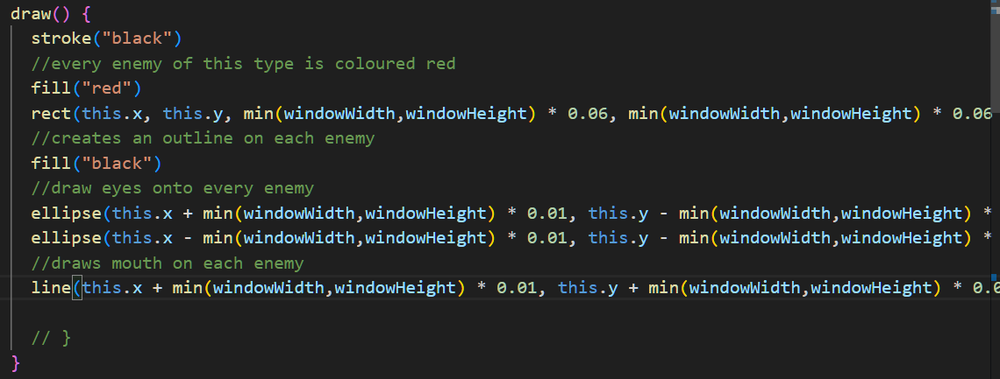 draw() {
stroke("black")
//every enemy of this type is coloured red
fill("red")
rect(this.x, this.y, min(windowWidth,windowHeight) * 0.06, min(windowWidth,windowHeight) * 0.06
//creates an outline on each enemy
fill("black")
//draw eyes onto every enemy
ellipse(this.x + min(windowWidth,windowHeight) * 0.01, this.y - min(windowWidth,windowHeight) *
ellipse(this.x - min(windowWidth,windowHeight) * 0.01, this.y - min(windowWidth,windowHeight) *
//draws mouth on each enemy
line(this.x + min(windowWidth,windowHeight) * 0.01, this.y + min(windowWidth,windowHeight) * 0.0
// }
}